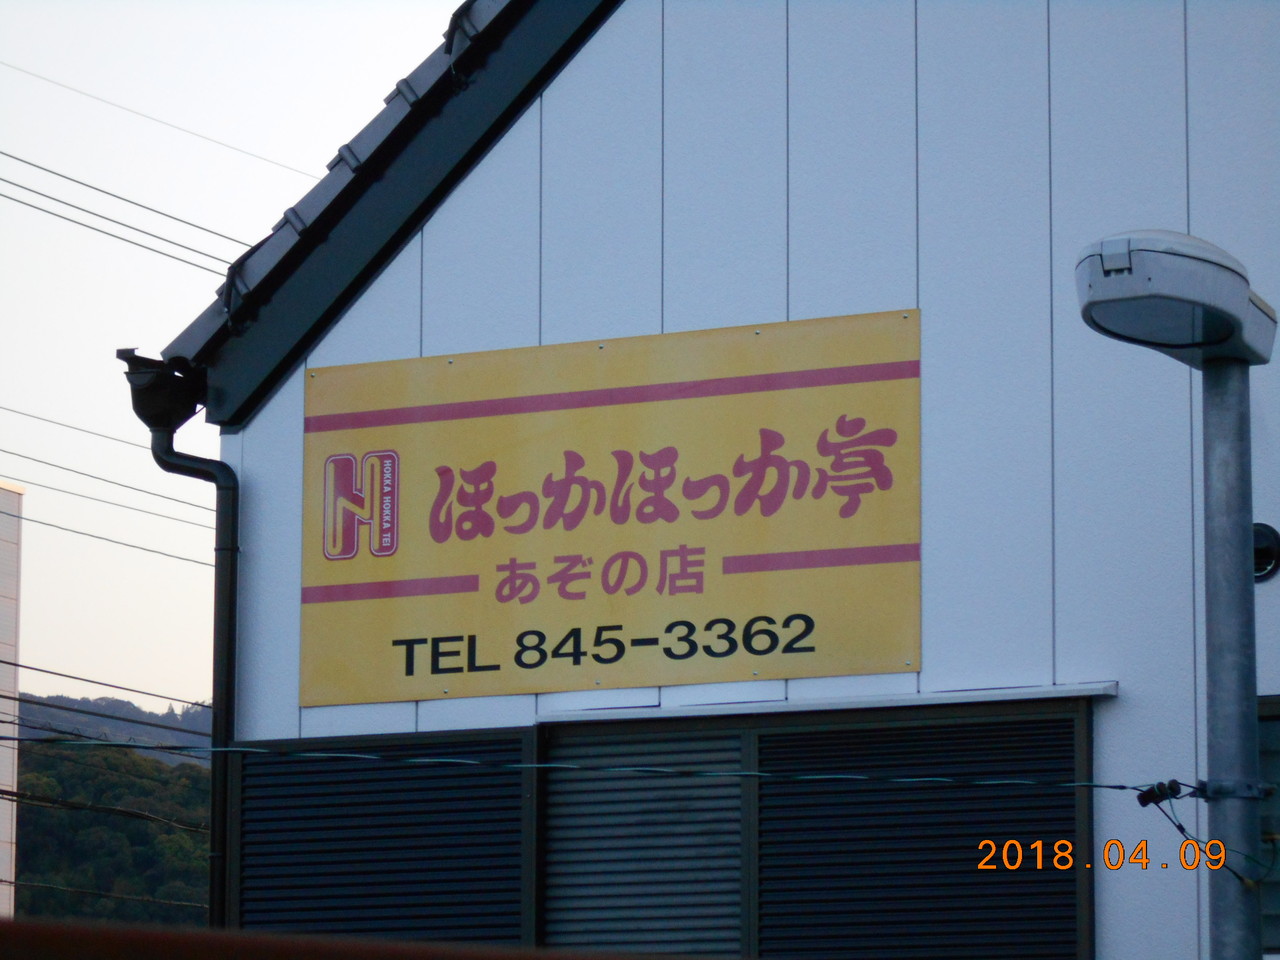 HOKKA HOKKA TEI
ほっかほっか亭
あぞの店
TEL 845-3362
2018.04.09